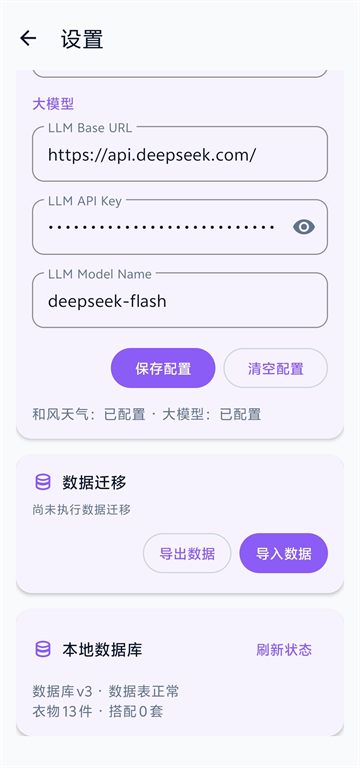 设置
大模型
LLM Base URL
https://api.deepseek.com/
LLM API Key
••••••••••••••••••••••••••
LLM Model Name
deepseek-flash
保存配置 清空配置
和风天气：已配置 · 大模型：已配置
数据迁移
尚未执行数据迁移
导出数据 导入数据
本地数据库 刷新状态
数据库v3 · 数据表正常
衣物13件 · 搭配0套